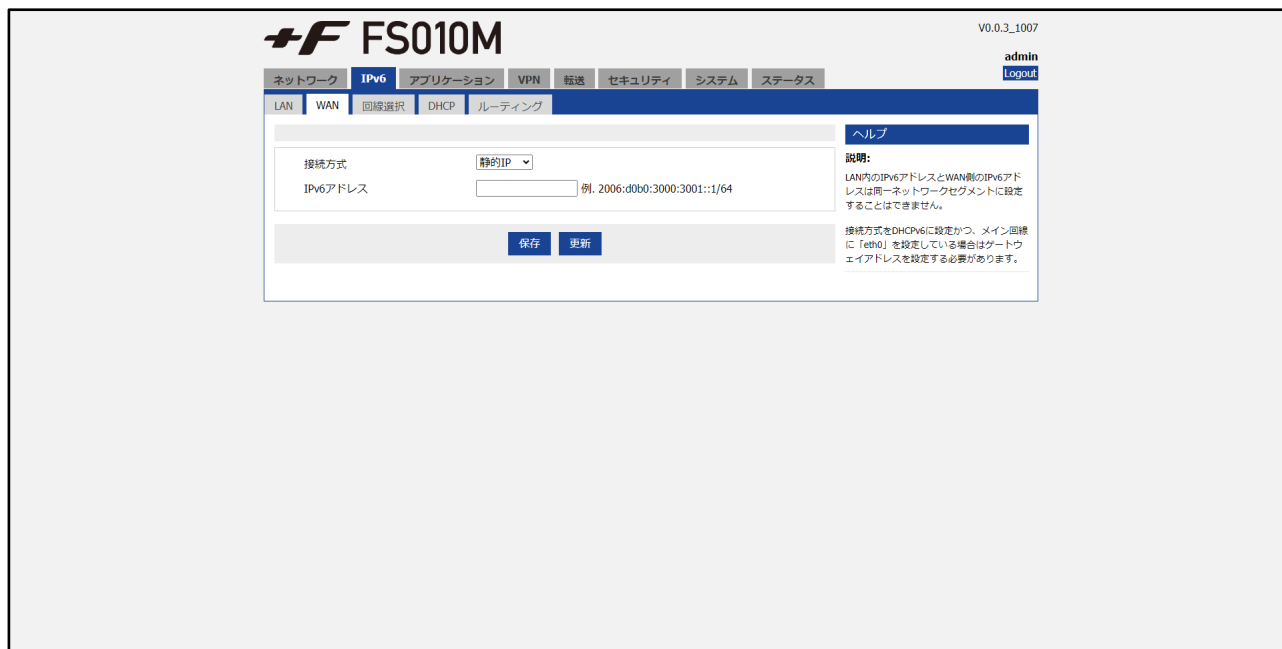 +F FS010M
V0.0.3_1007
admin
Logout
ネットワーク IPv6 アプリケーション VPN 転送 セキュリティ システム ステータス
LAN WAN 回線選択 DHCP ルーティング
接続方式 静的IP
IPv6アドレス 例. 2006:d0b0:3000:3001::1/64
保存 更新
ヘルプ
説明:
LAN内のIPv6アドレスとWAN側のIPv6アド
レスは同一ネットワークセグメントに設定
することはできません。
接続方式をDHCPv6に設定かつ、メイン回線
に「eth0」を設定している場合はゲートウ
ェイアドレスを設定する必要があります。